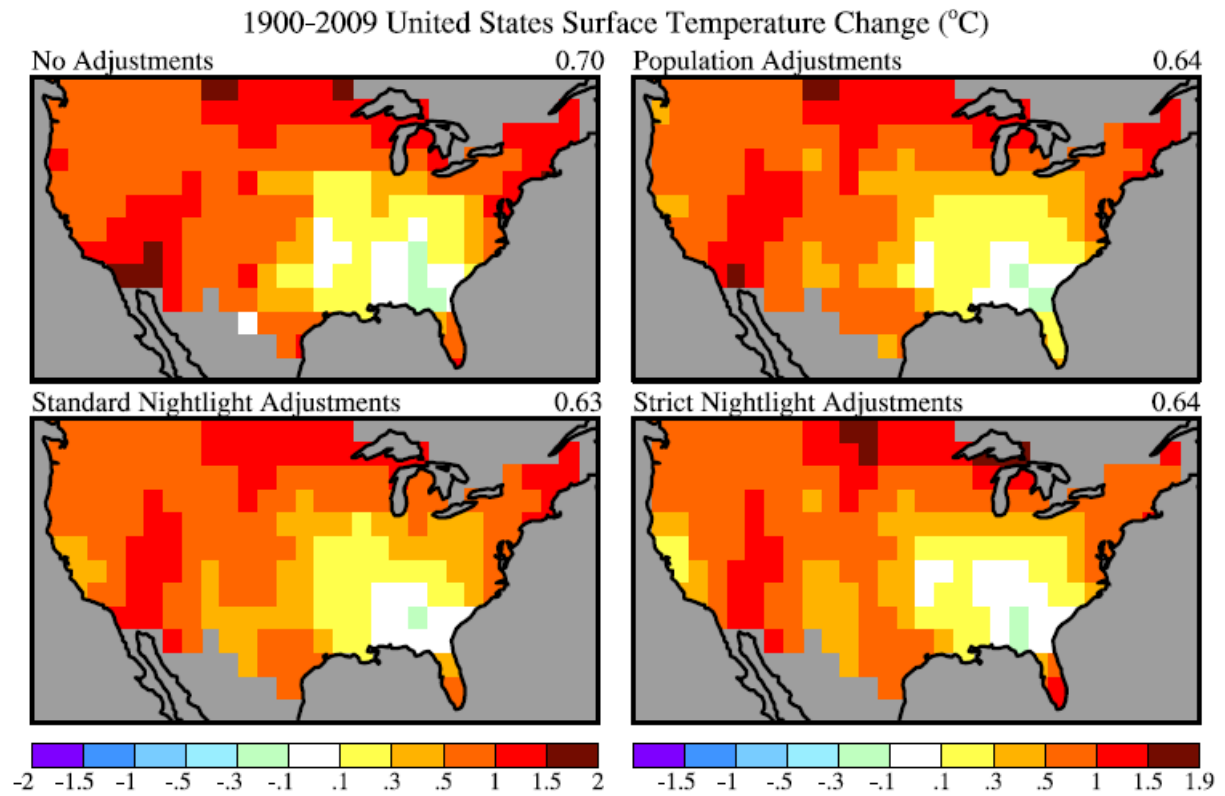 1900-2009 United States Surface Temperature Change (°C)
No Adjustments 0.70
Population Adjustments 0.64
Standard Nightlight Adjustments 0.63
Strict Nightlight Adjustments 0.64
-2 -1.5 -1 -.5 -.3 -.1 .1 .3 .5 1 1.5 2
-1.5 -1 -.5 -.3 -.1 .1 .3 .5 1 1.5 1.9